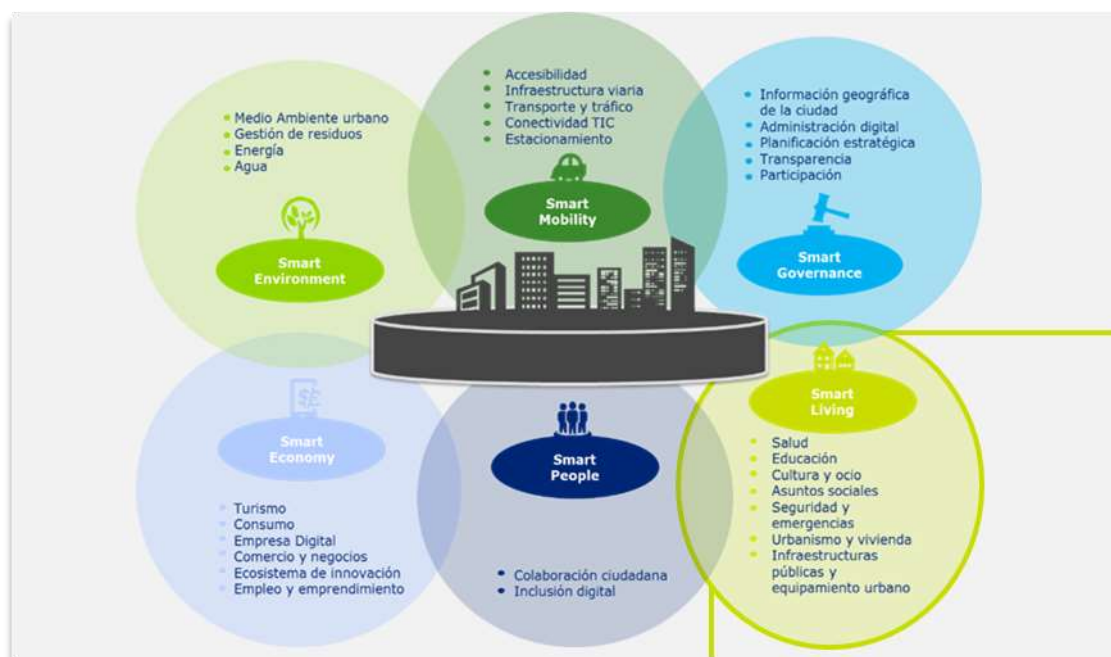 Medio Ambiente urbano
Gestión de residuos
Energía
Agua
Smart
Environment
Accesibilidad
Infraestructura viaria
Transporte y tráfico
Conectividad TIC
Estacionamiento
Smart
Mobility
Información geográfica
de la ciudad
Administración digital
Planificación estratégica
Transparencia
Participación
Smart
Governance
Smart
Economy
Turismo
Consumo
Empresa Digital
Comercio y negocios
Ecosistema de innovación
Empleo y emprendimiento
Smart
People
Colaboración ciudadana
Inclusión digital
Smart
Living
Salud
Educación
Cultura y ocio
Asuntos sociales
Seguridad y
emergencias
Urbanismo y vivienda
Infraestructuras
públicas y
equipamiento urbano